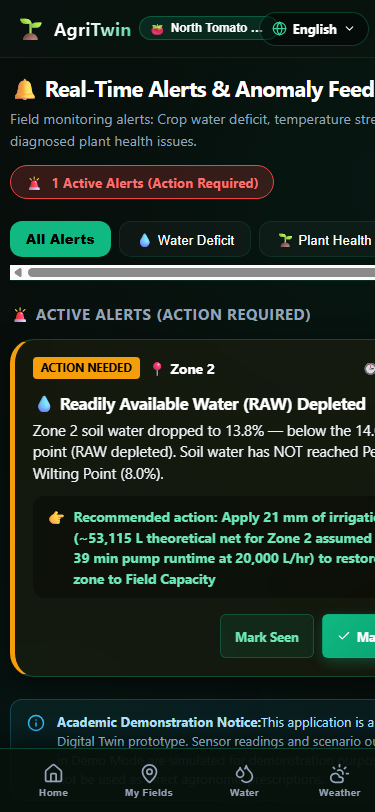 AgriTwin
North Tomato ...
English
Real-Time Alerts & Anomaly Feed
Field monitoring alerts: Crop water deficit, temperature
diagnosed plant health issues.
1 Active Alerts (Action Required)
All Alerts
Water Deficit
Plant Health
ACTIVE ALERTS (ACTION REQUIRED)
ACTION NEEDED
Zone 2
Readily Available Water (RAW) Depleted
Zone 2 soil water dropped to 13.8% — below the 14.
point (RAW depleted). Soil water has NOT reached
Wilting Point (8.0%).
Recommended action: Apply 21 mm of
(~53,115 L theoretical net for Zone 2 assumed
39 min pump runtime at 20,000 L/hr) to
zone to Field Capacity
Mark Seen
Academic Demonstration Notice:This application is a
Digital Twin prototype. Sensor readings and scenario
Home
My Fields
Water
Weather